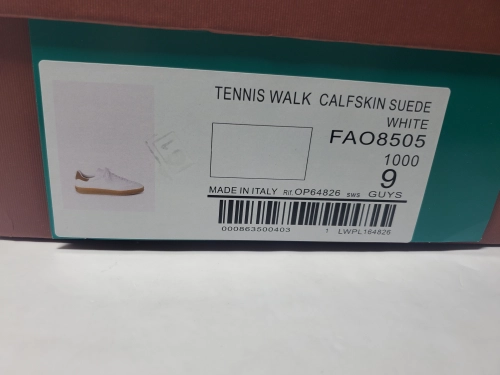 TENNIS WALK CALFSKIN SUEDE
WHITE
FAO8505
1000
9
MADE IN ITALY Rif. OP64826 sws GUYS
000863500403 1 LWPL164826